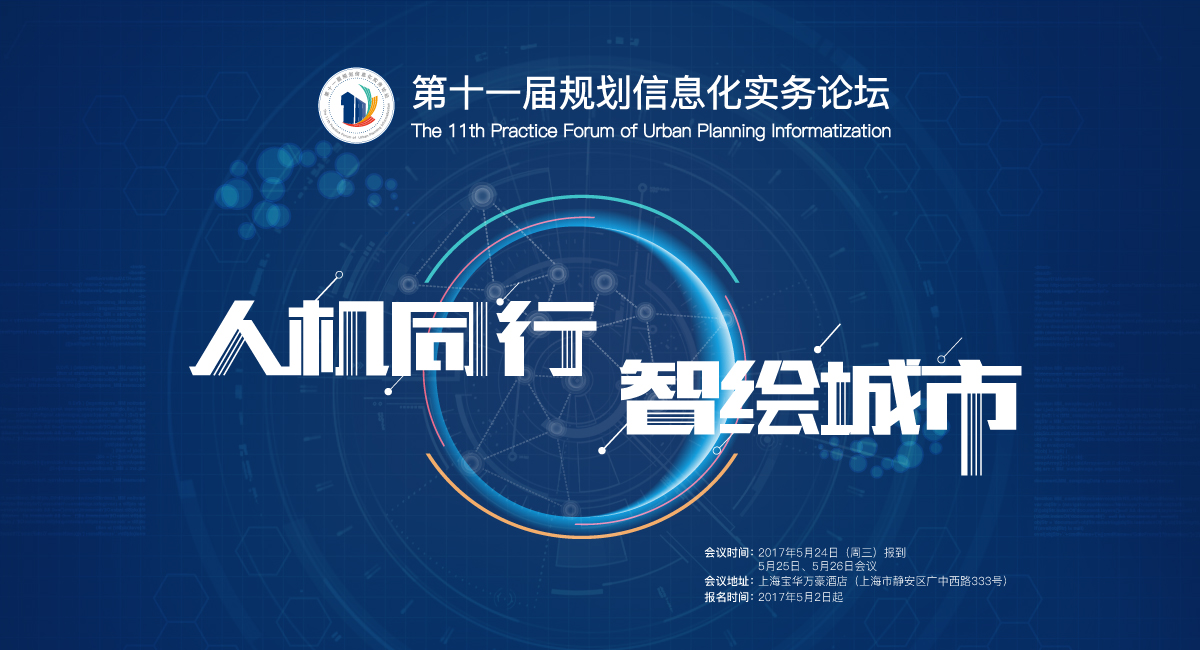 第十一届规划信息化实务论坛
The 11th Practice Forum of Urban Planning Informatization
人机同行
智绘城市
会议时间：2017年5月24日（周三）报到
5月25日、5月26日会议
会议地址：上海宝华万豪酒店（上海市静安区广中西路333号）
报名时间：2017年5月2日起